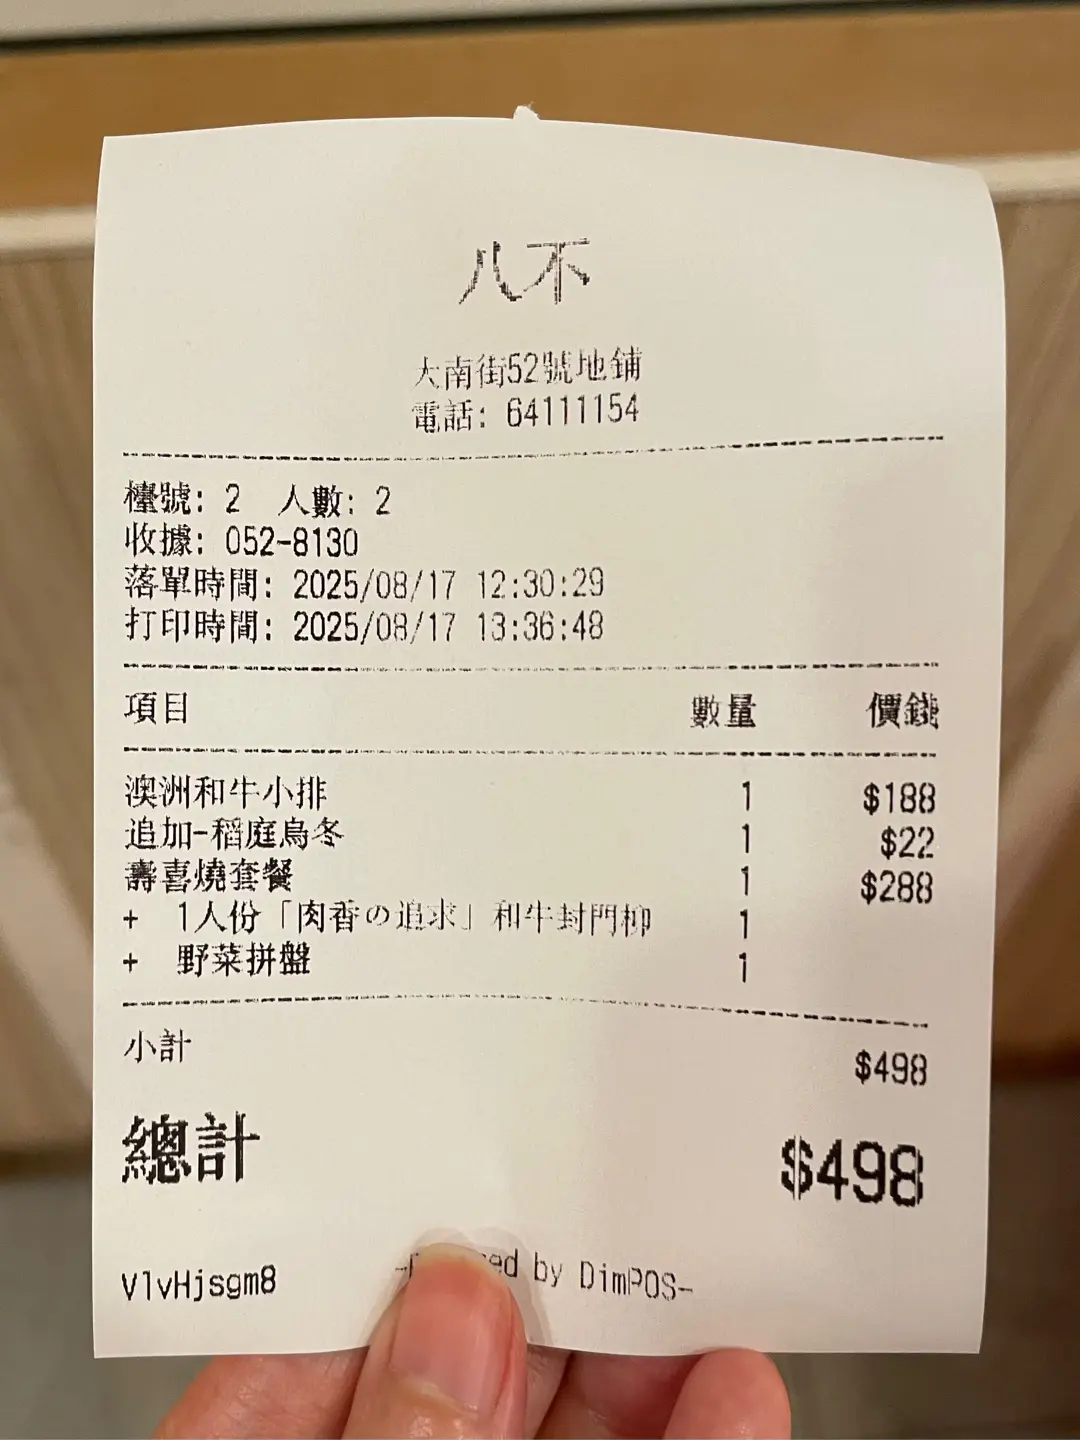 八不
大南街52號地鋪
電話: 64111154
檯號: 2 人數: 2
收據: 052-8130
落單時間: 2025/08/17 12:30:29
打印時間: 2025/08/17 13:36:48
項目 數量 價錢
澳洲和牛小排 1 $188
追加-稻庭烏冬 1 $22
壽喜燒套餐 1 $288
+ 1人份「肉香の追求」和牛封門柳 1
+ 野菜拼盤 1
小計 $498
總計 $498
VlvHjsgm8 by DimPOS-